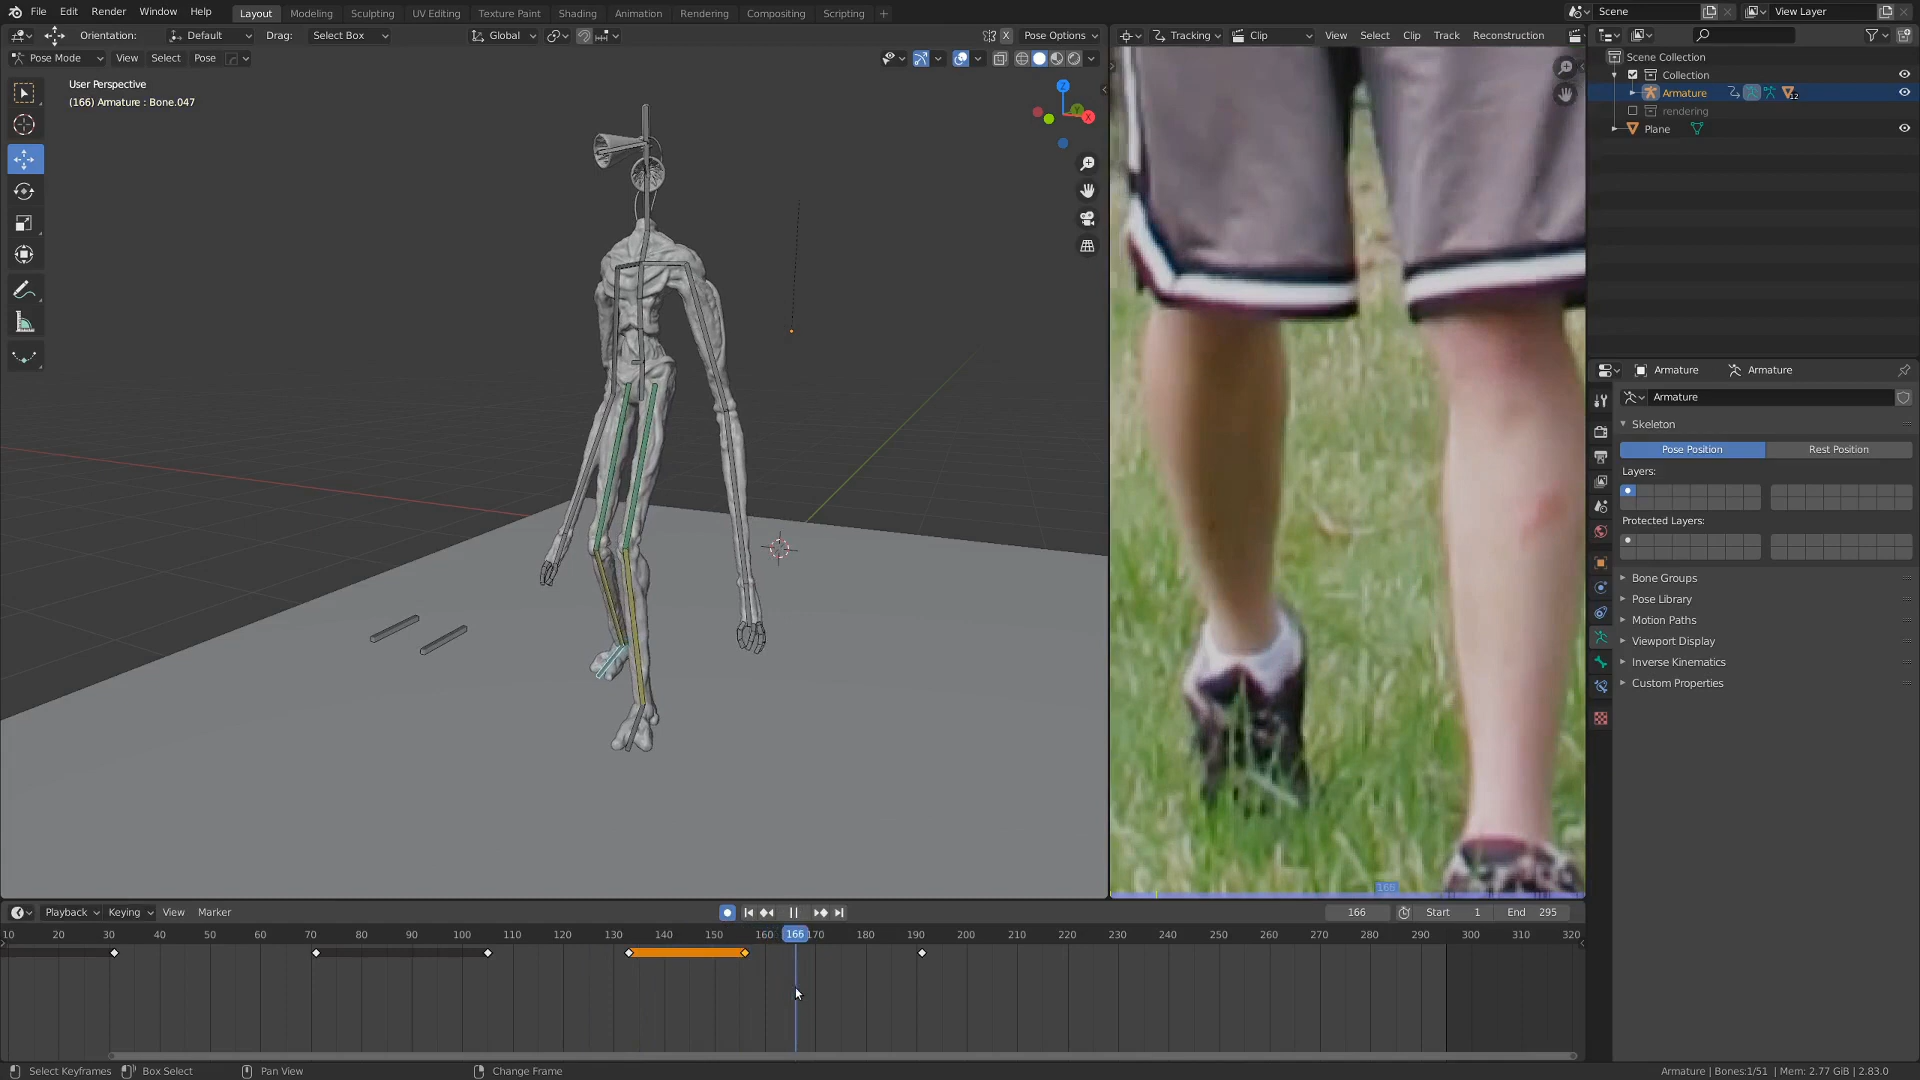 File Edit Render Window Help Layout Modeling Sculpting UV Editing Texture Paint Shading Animation Rendering Compositing Scripting + Scene View Layer
Orientation: Default Drag: Select Box Global X Pose Options Tracking Clip View Select Clip Track Reconstruction
Pose Mode View Select Pose
Scene Collection
Collection
Armature 12
rendering
Plane
User Perspective
(166) Armature : Bone.047
Z
Y
X
Armature Armature
Armature
Skeleton
Pose Position Rest Position
Layers:
Protected Layers:
Bone Groups
Pose Library
Motion Paths
Viewport Display
Inverse Kinematics
Custom Properties
Playback Keying View Marker 166 Start 1 End 295
10 20 30 40 50 60 70 80 90 100 110 120 130 140 150 160 166 170 180 190 200 210 220 230 240 250 260 270 280 290 300 310 320
Select Keyframes Box Select Pan View Change Frame Armature | Bones:1/51 | Mem: 2.77 GiB | 2.83.0